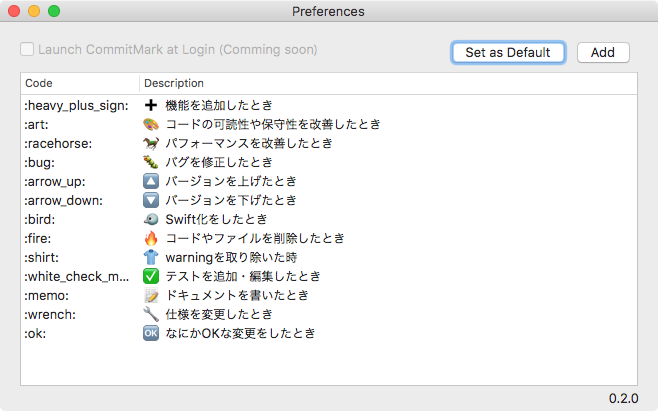 Preferences
Launch CommitMark at Login (Comming soon)
Set as Default
Add
Code Description
:heavy_plus_sign: ➕ 機能を追加したとき
:art: 🎨 コードの可読性や保守性を改善したとき
:racehorse: 🐎 パフォーマンスを改善したとき
:bug: 🐛 バグを修正したとき
:arrow_up: ⬆️ バージョンを上げたとき
:arrow_down: ⬇️ バージョンを下げたとき
:bird: 🐦 Swift化をしたとき
:fire: 🔥 コードやファイルを削除したとき
:shirt: 👕 warningを取り除いた時
:white_check_m... ✅ テストを追加・編集したとき
:memo: 📝 ドキュメントを書いたとき
:wrench: 🔧 仕様を変更したとき
:ok: 🆗 なにかOKな変更をしたとき
0.2.0